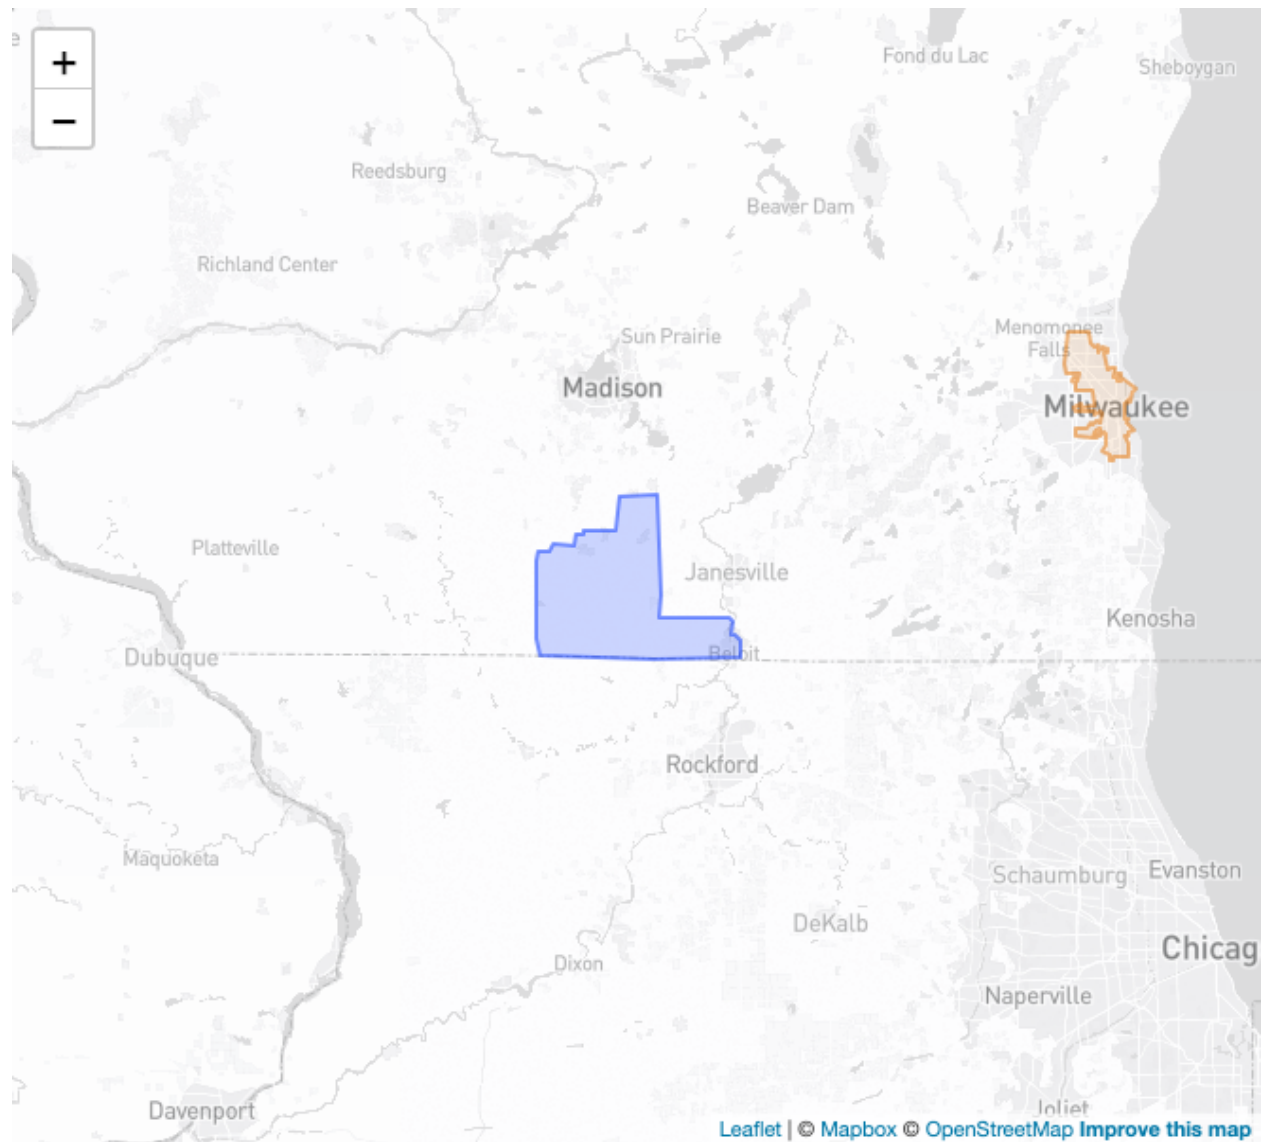 e
+
−
Fond du Lac
Sheboygan
Reedsburg
Beaver Dam
Richland Center
Sun Prairie
Menomonee
Falls
Madison
Milwaukee
Platteville
Janesville
Kenosha
Dubuque
Beloit
Rockford
Maquoketa
Schaumburg
Evanston
DeKalb
Chicag
Dixon
Naperville
Davenport
Joliet
Leaflet | © Mapbox © OpenStreetMap Improve this map